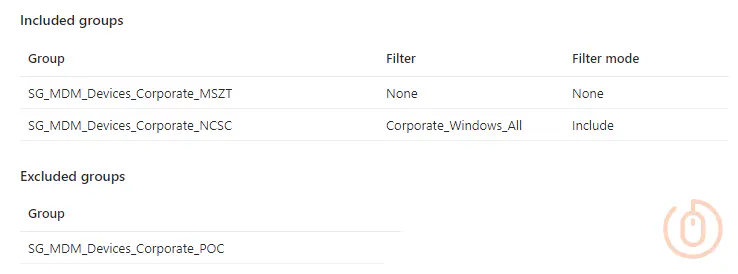 Included groups
Group Filter Filter mode
SG_MDM_Devices_Corporate_MSZT None None
SG_MDM_Devices_Corporate_NCSC Corporate_Windows_All Include
Excluded groups
Group
SG_MDM_Devices_Corporate_POC